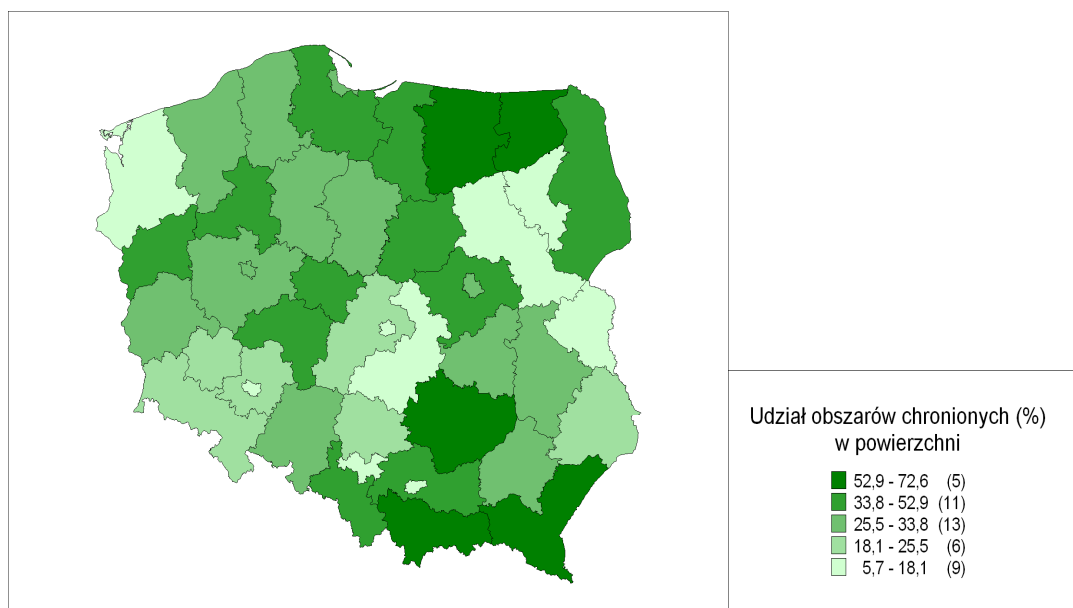 Udział obszarów chronionych (%)
w powierzchni
52,9 - 72,6 (5)
33,8 - 52,9 (11)
25,5 - 33,8 (13)
18,1 - 25,5 (6)
5,7 - 18,1 (9)